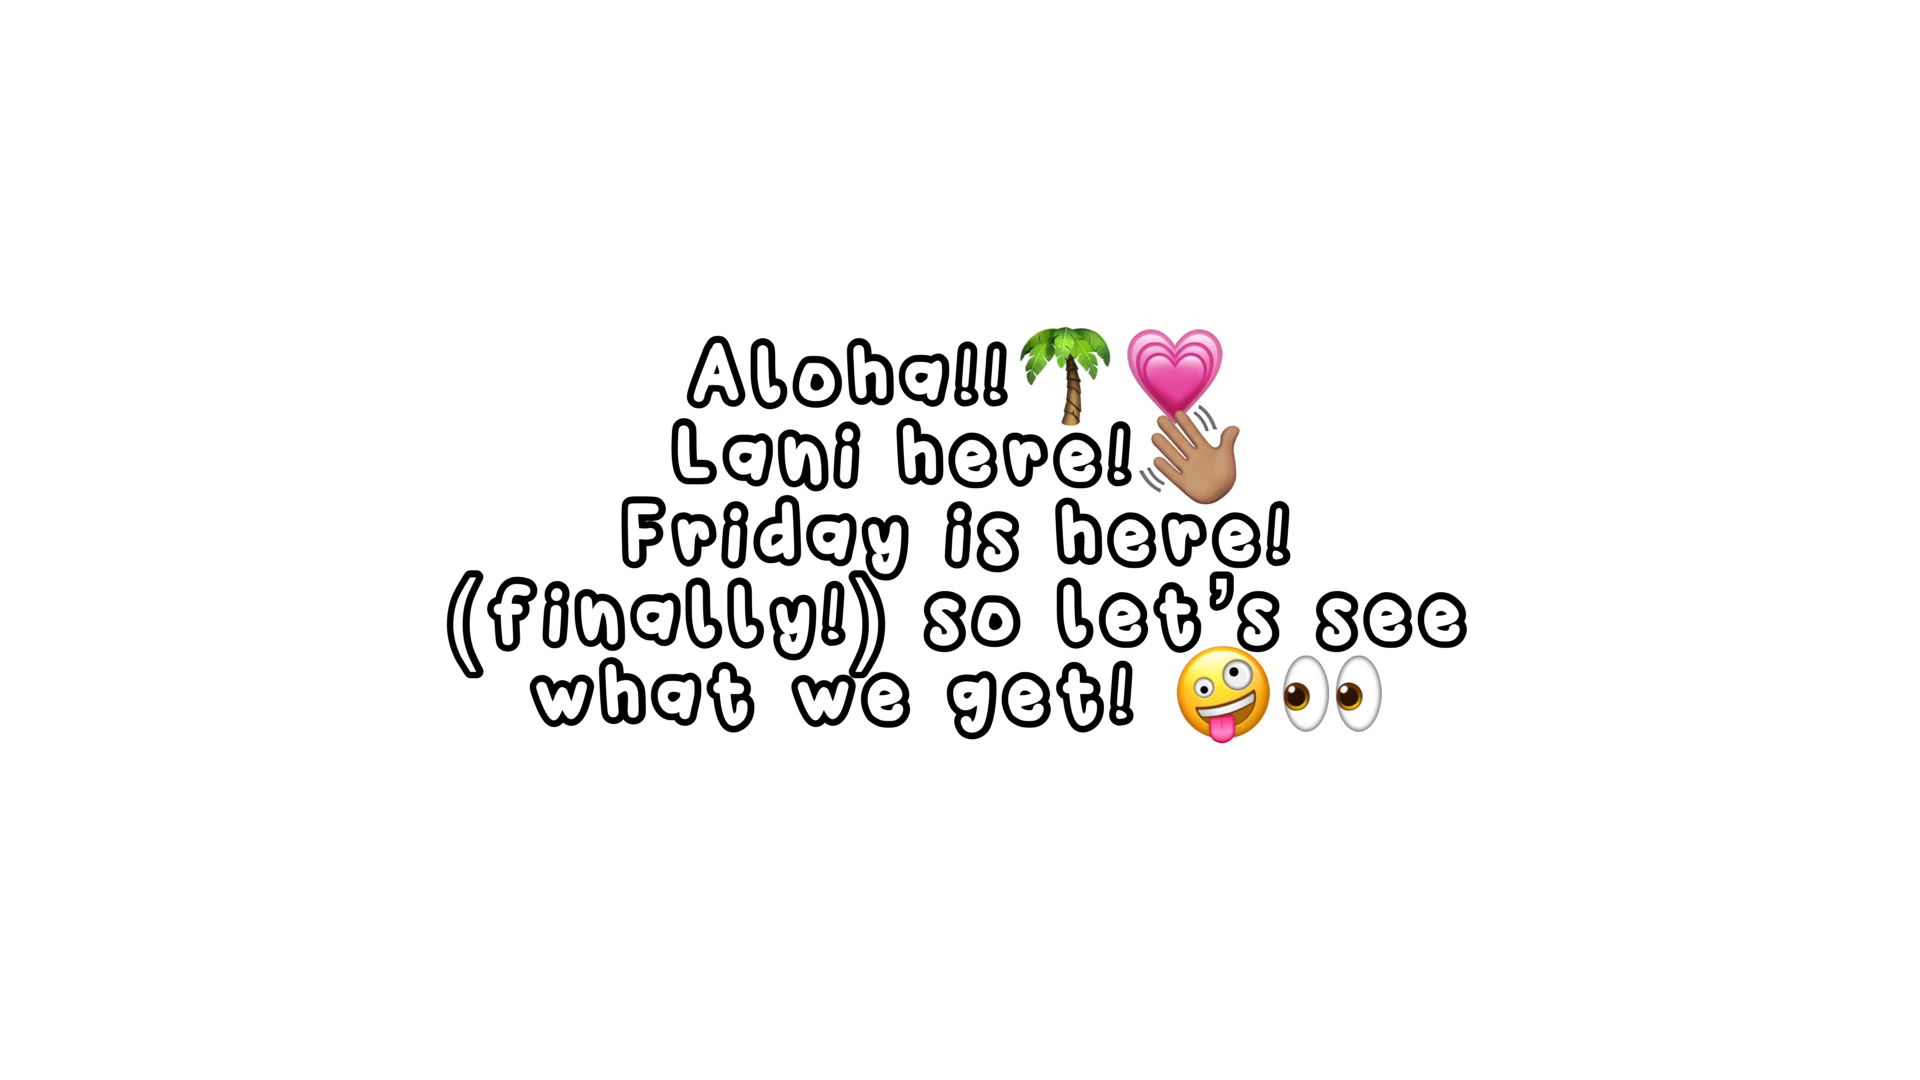 Aloha!!🌴💗
Lani here!👋🏽
Friday is here!
(finally!) so let’s see
what we get! 🤪👀